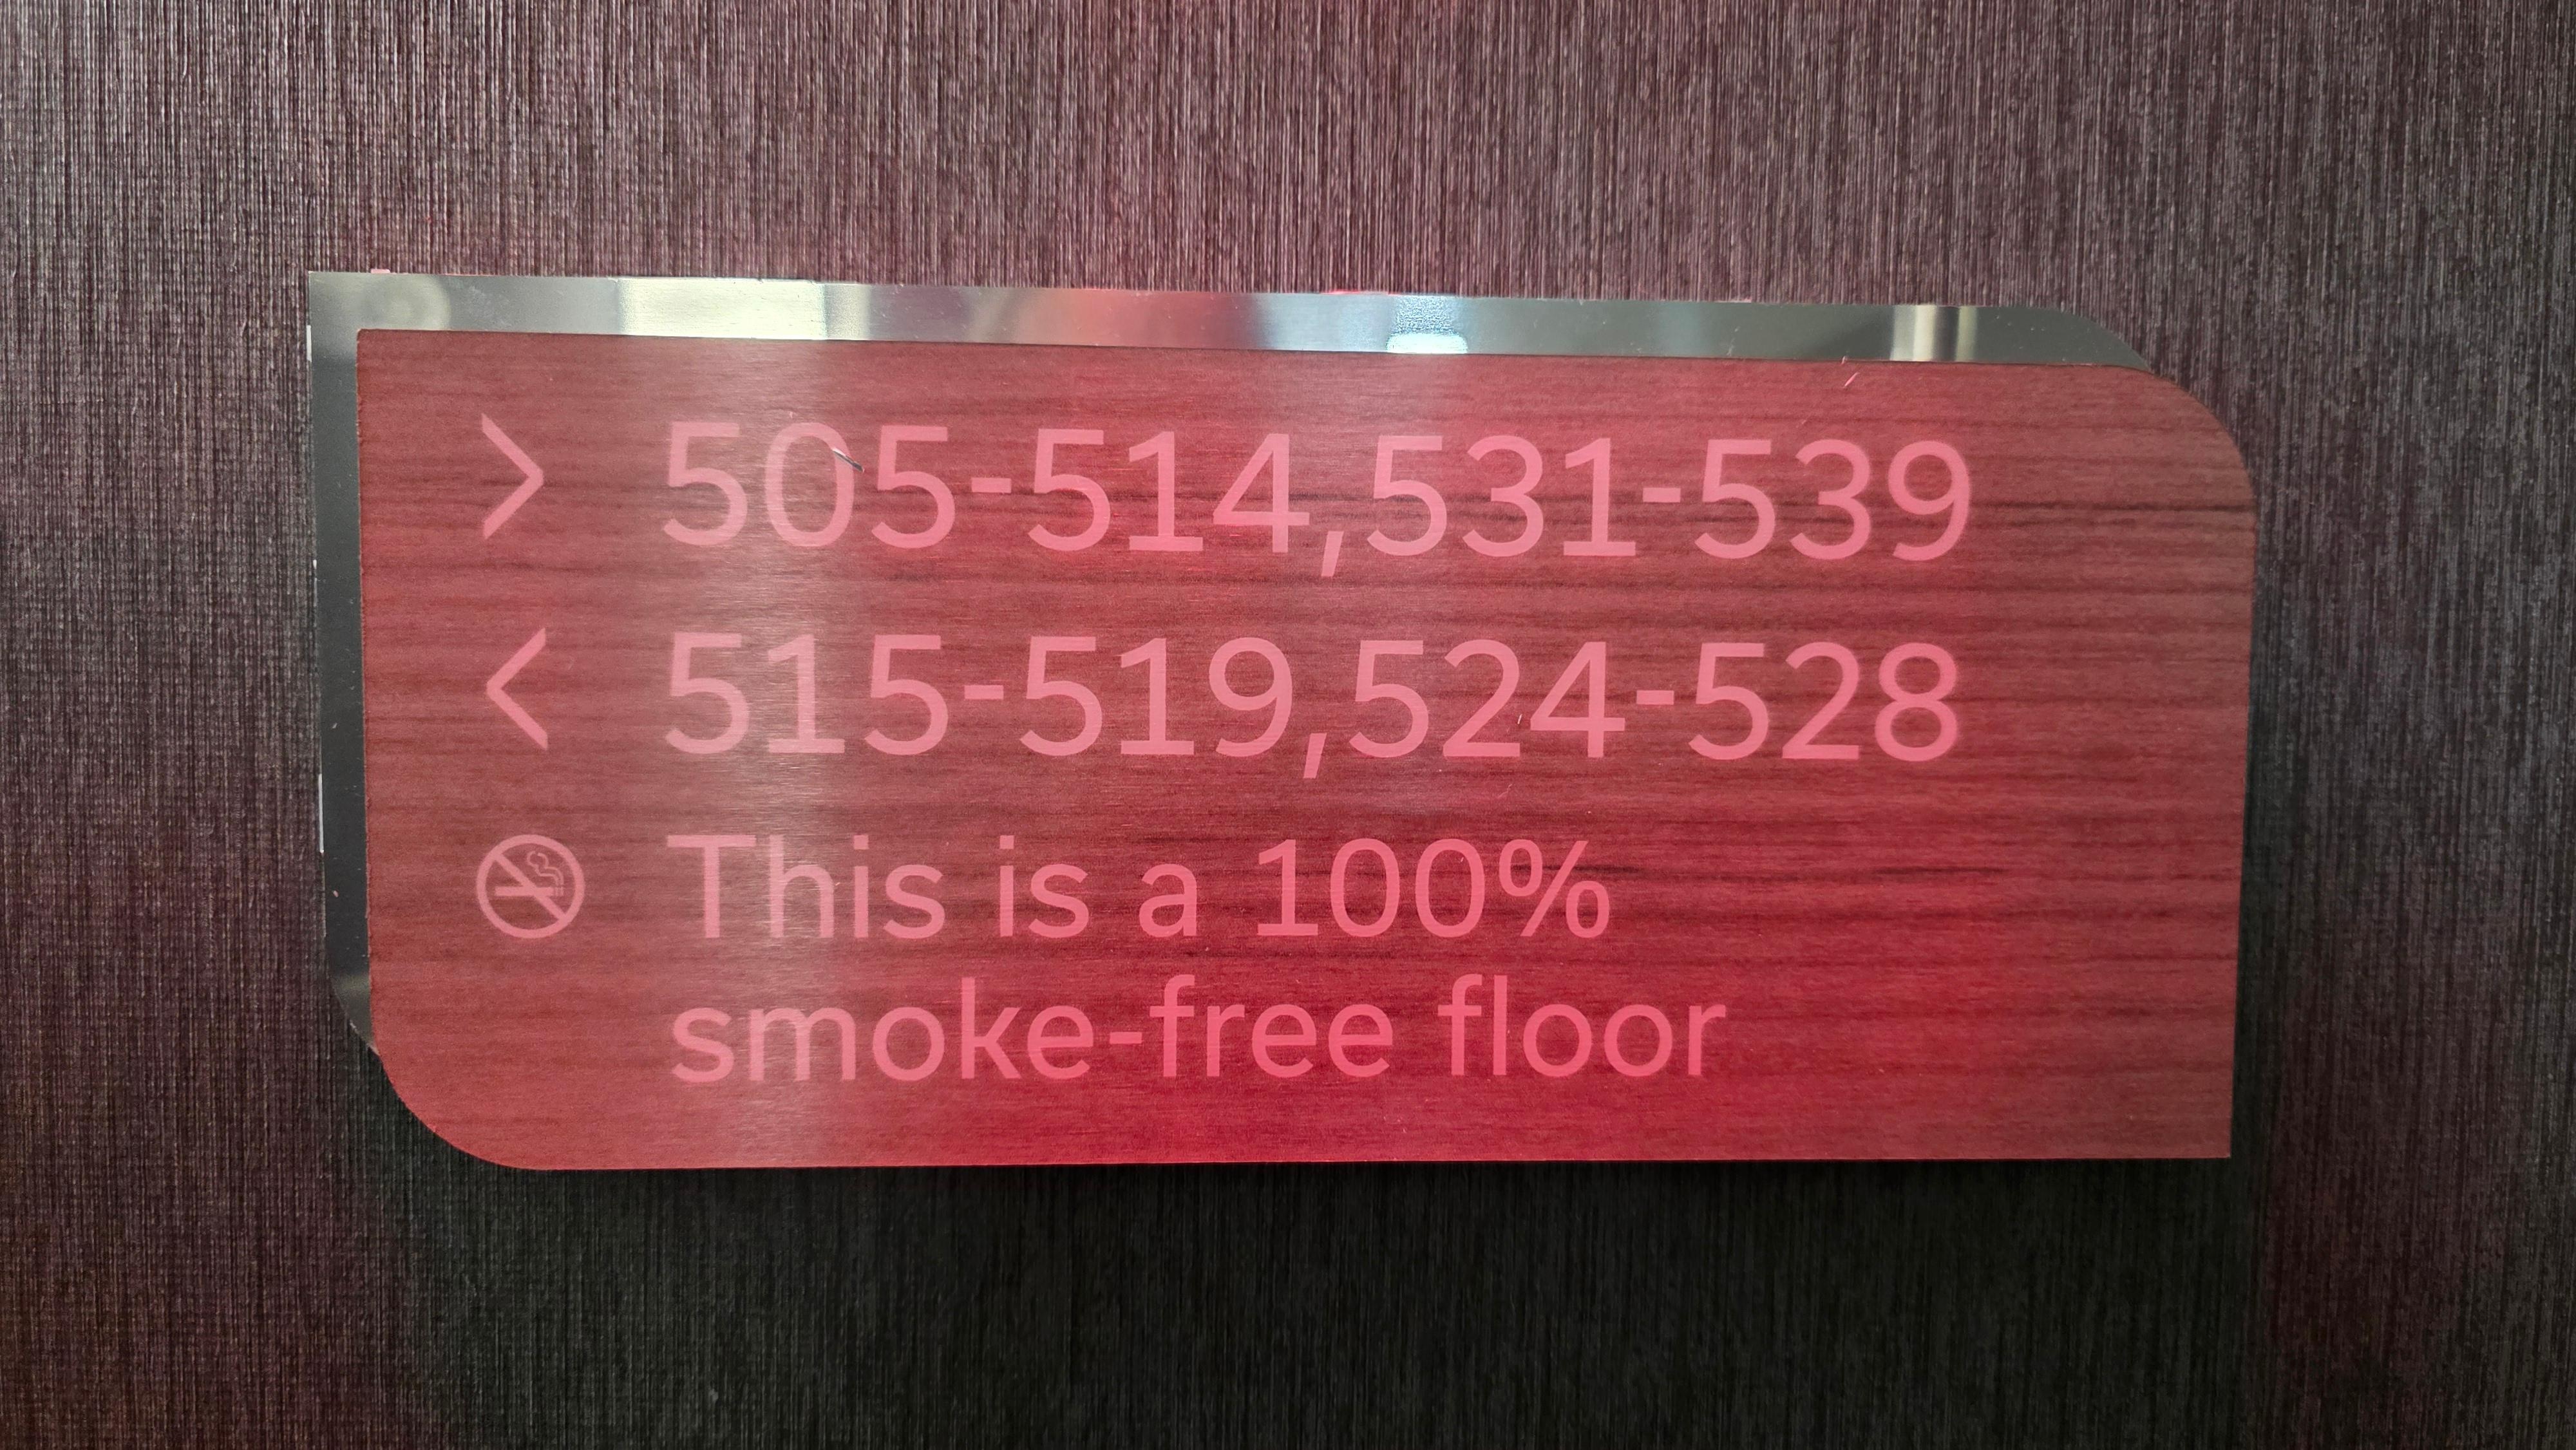 > 505-514,531-539
< 515-519,524-528
This is a 100%
smoke-free floor